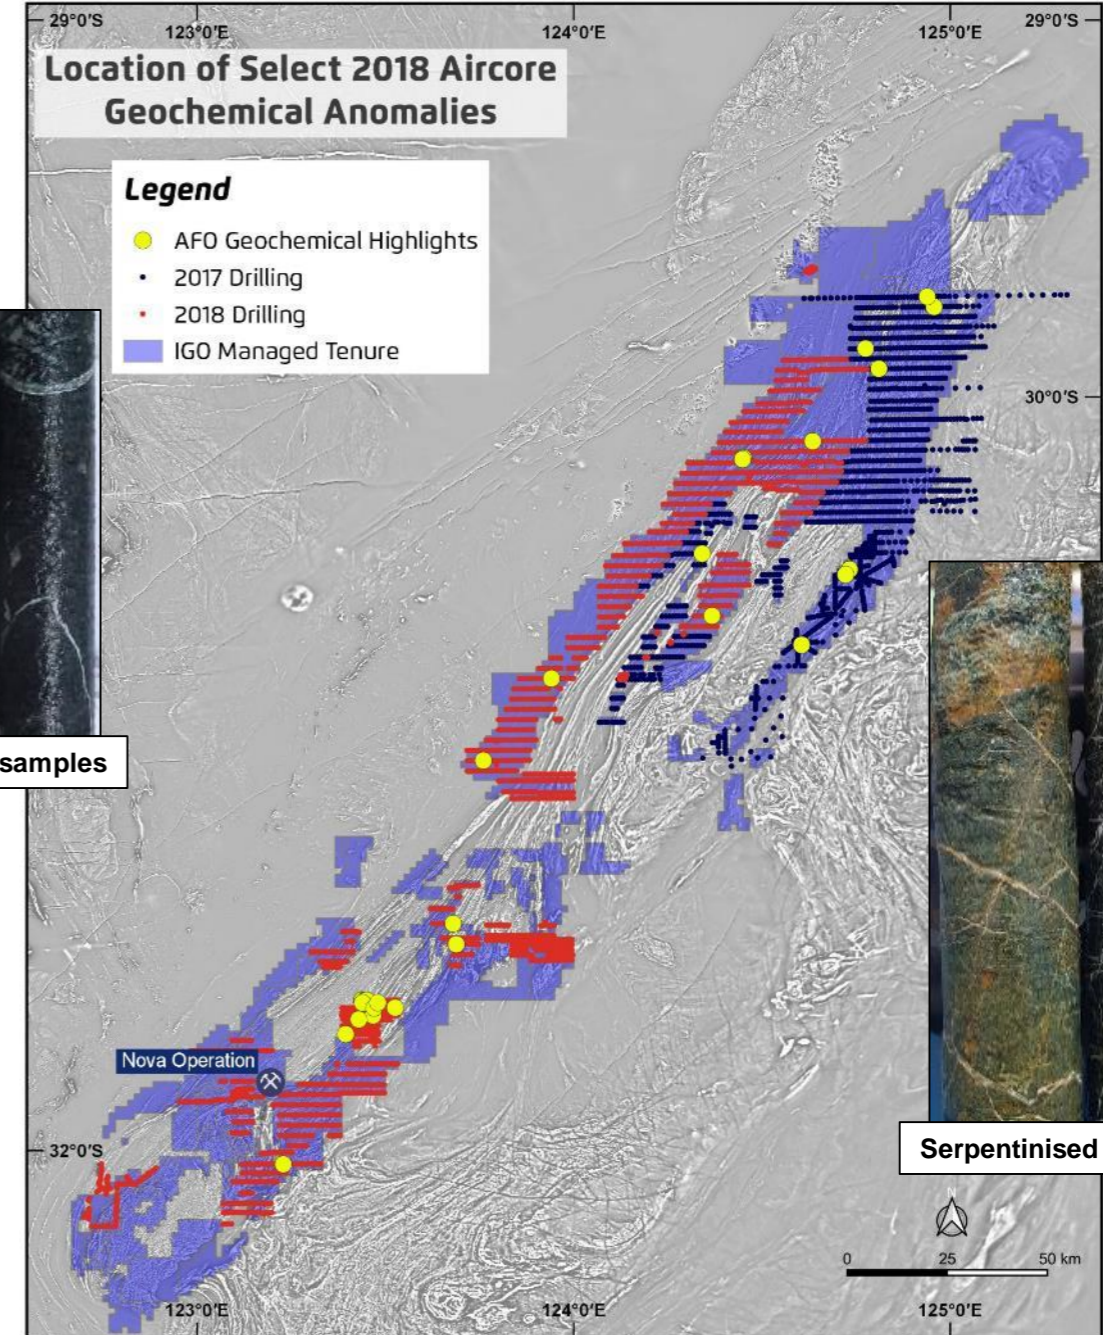 29°0'S
123°0'E
124°0'E
125°0'E
29°0'S
Location of Select 2018 Aircore
Geochemical Anomalies
Legend
AFO Geochemical Highlights
2017 Drilling
2018 Drilling
IGO Managed Tenure
30°0'S
samples
Nova Operation
32°0'S
Serpentinised
N
0 25 50 km
123°0'E
124°0'E
125°0'E